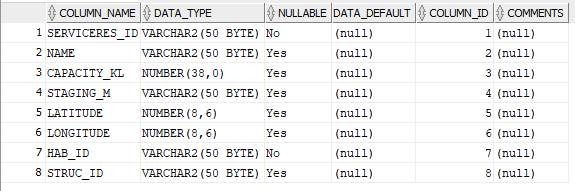 COLUMN_NAME DATA_TYPE NULLABLE DATA_DEFAULT COLUMN_ID COMMENTS
1 SERVICERES_ID VARCHAR2(50 BYTE) No (null) 1 (null)
2 NAME VARCHAR2(50 BYTE) Yes (null) 2 (null)
3 CAPACITY_KL NUMBER(38,0) Yes (null) 3 (null)
4 STAGING_M VARCHAR2(50 BYTE) Yes (null) 4 (null)
5 LATITUDE NUMBER(8,6) Yes (null) 5 (null)
6 LONGITUDE NUMBER(8,6) Yes (null) 6 (null)
7 HAB_ID VARCHAR2(50 BYTE) No (null) 7 (null)
8 STRUC_ID VARCHAR2(50 BYTE) Yes (null) 8 (null)